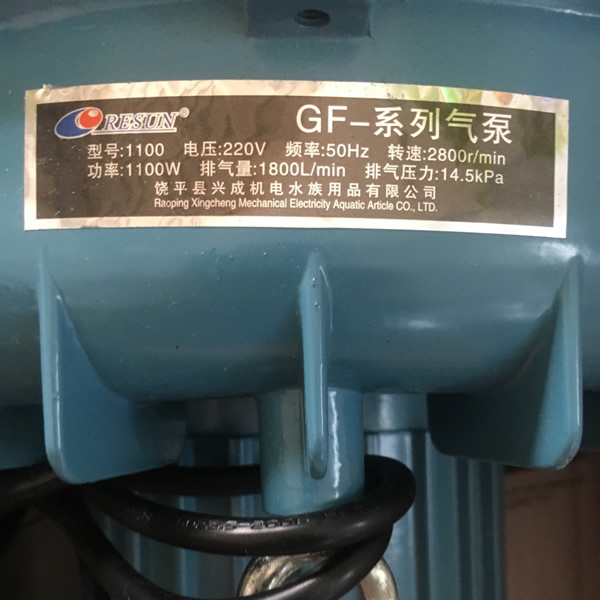 RESUN®
GF-系列气泵
型号:1100 电压:220V 频率:50Hz 转速:2800r/min
功率:1100W 排气量:1800L/min 排气压力:14.5kPa
饶平县兴成机电水族用品有限公司
Raoping Xingcheng Mechanical Electricity Aquatic Article CO., LTD.